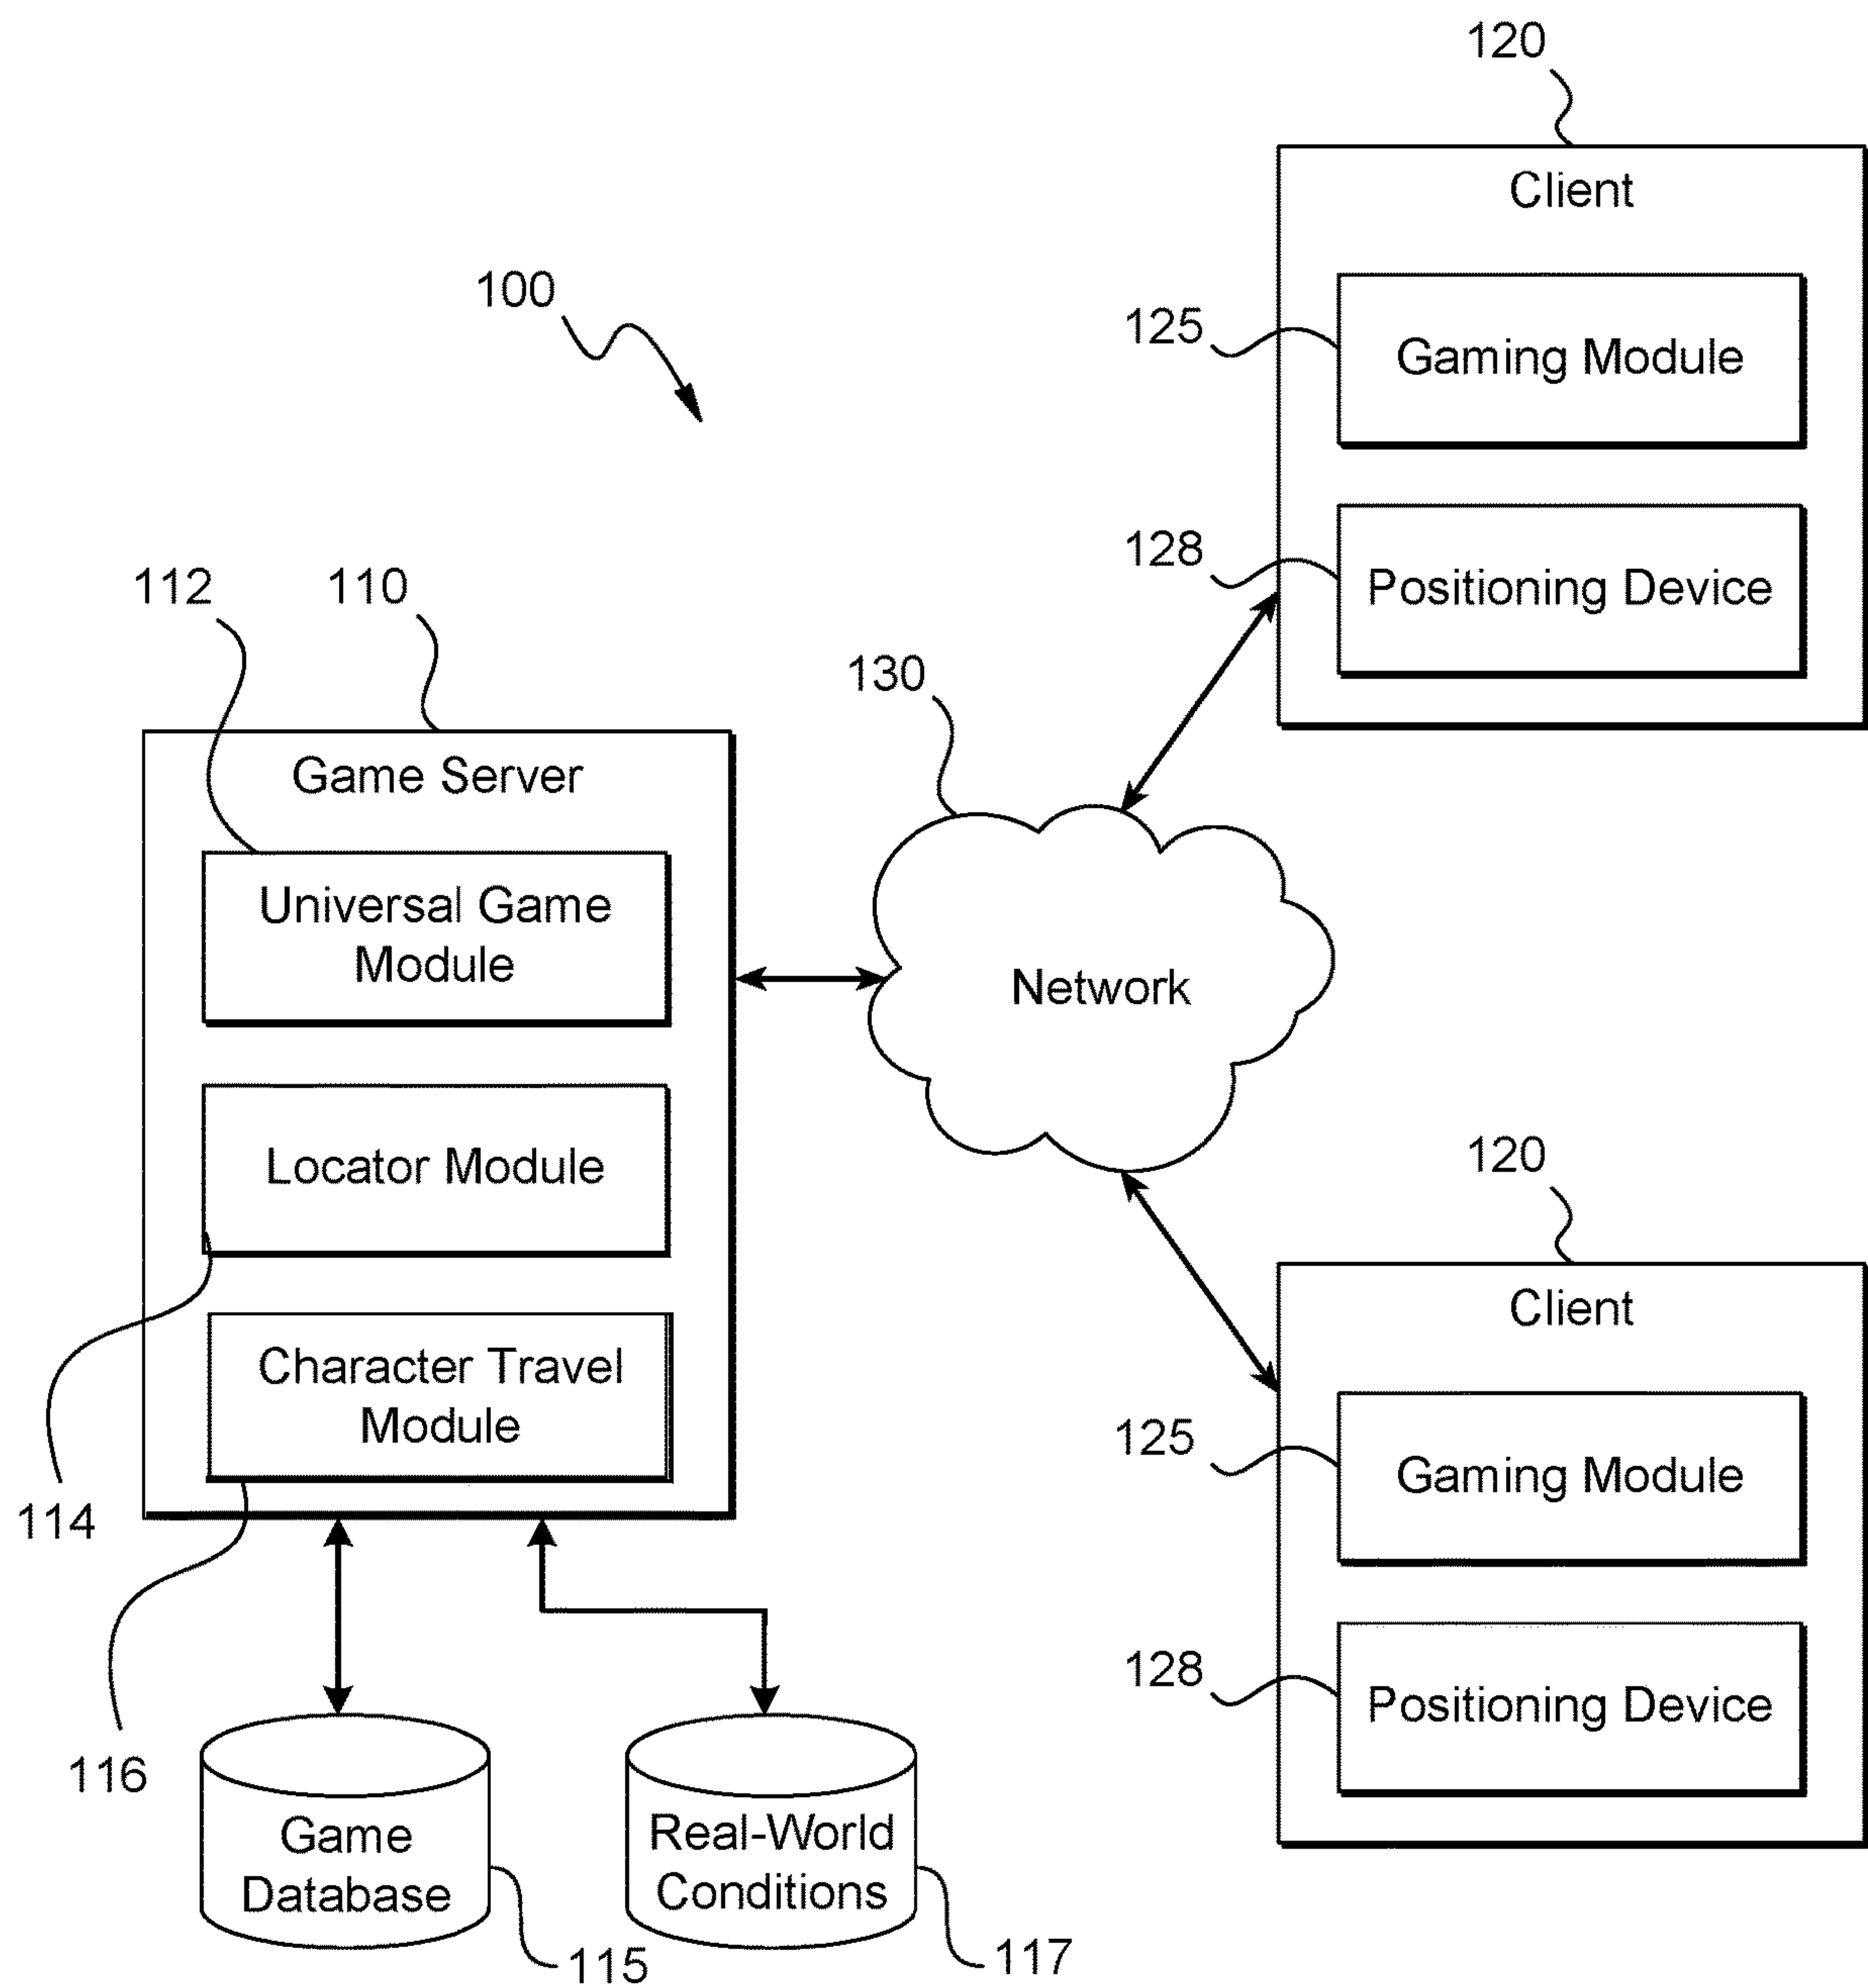 120
Client
100
125
Gaming Module
128
Positioning Device
112
110
130
Game Server
Universal Game
Module
Network
Locator Module
120
Client
Character Travel
Module
125
Gaming Module
114
128
Positioning Device
116
Game
Database
Real-World
Conditions
115
117